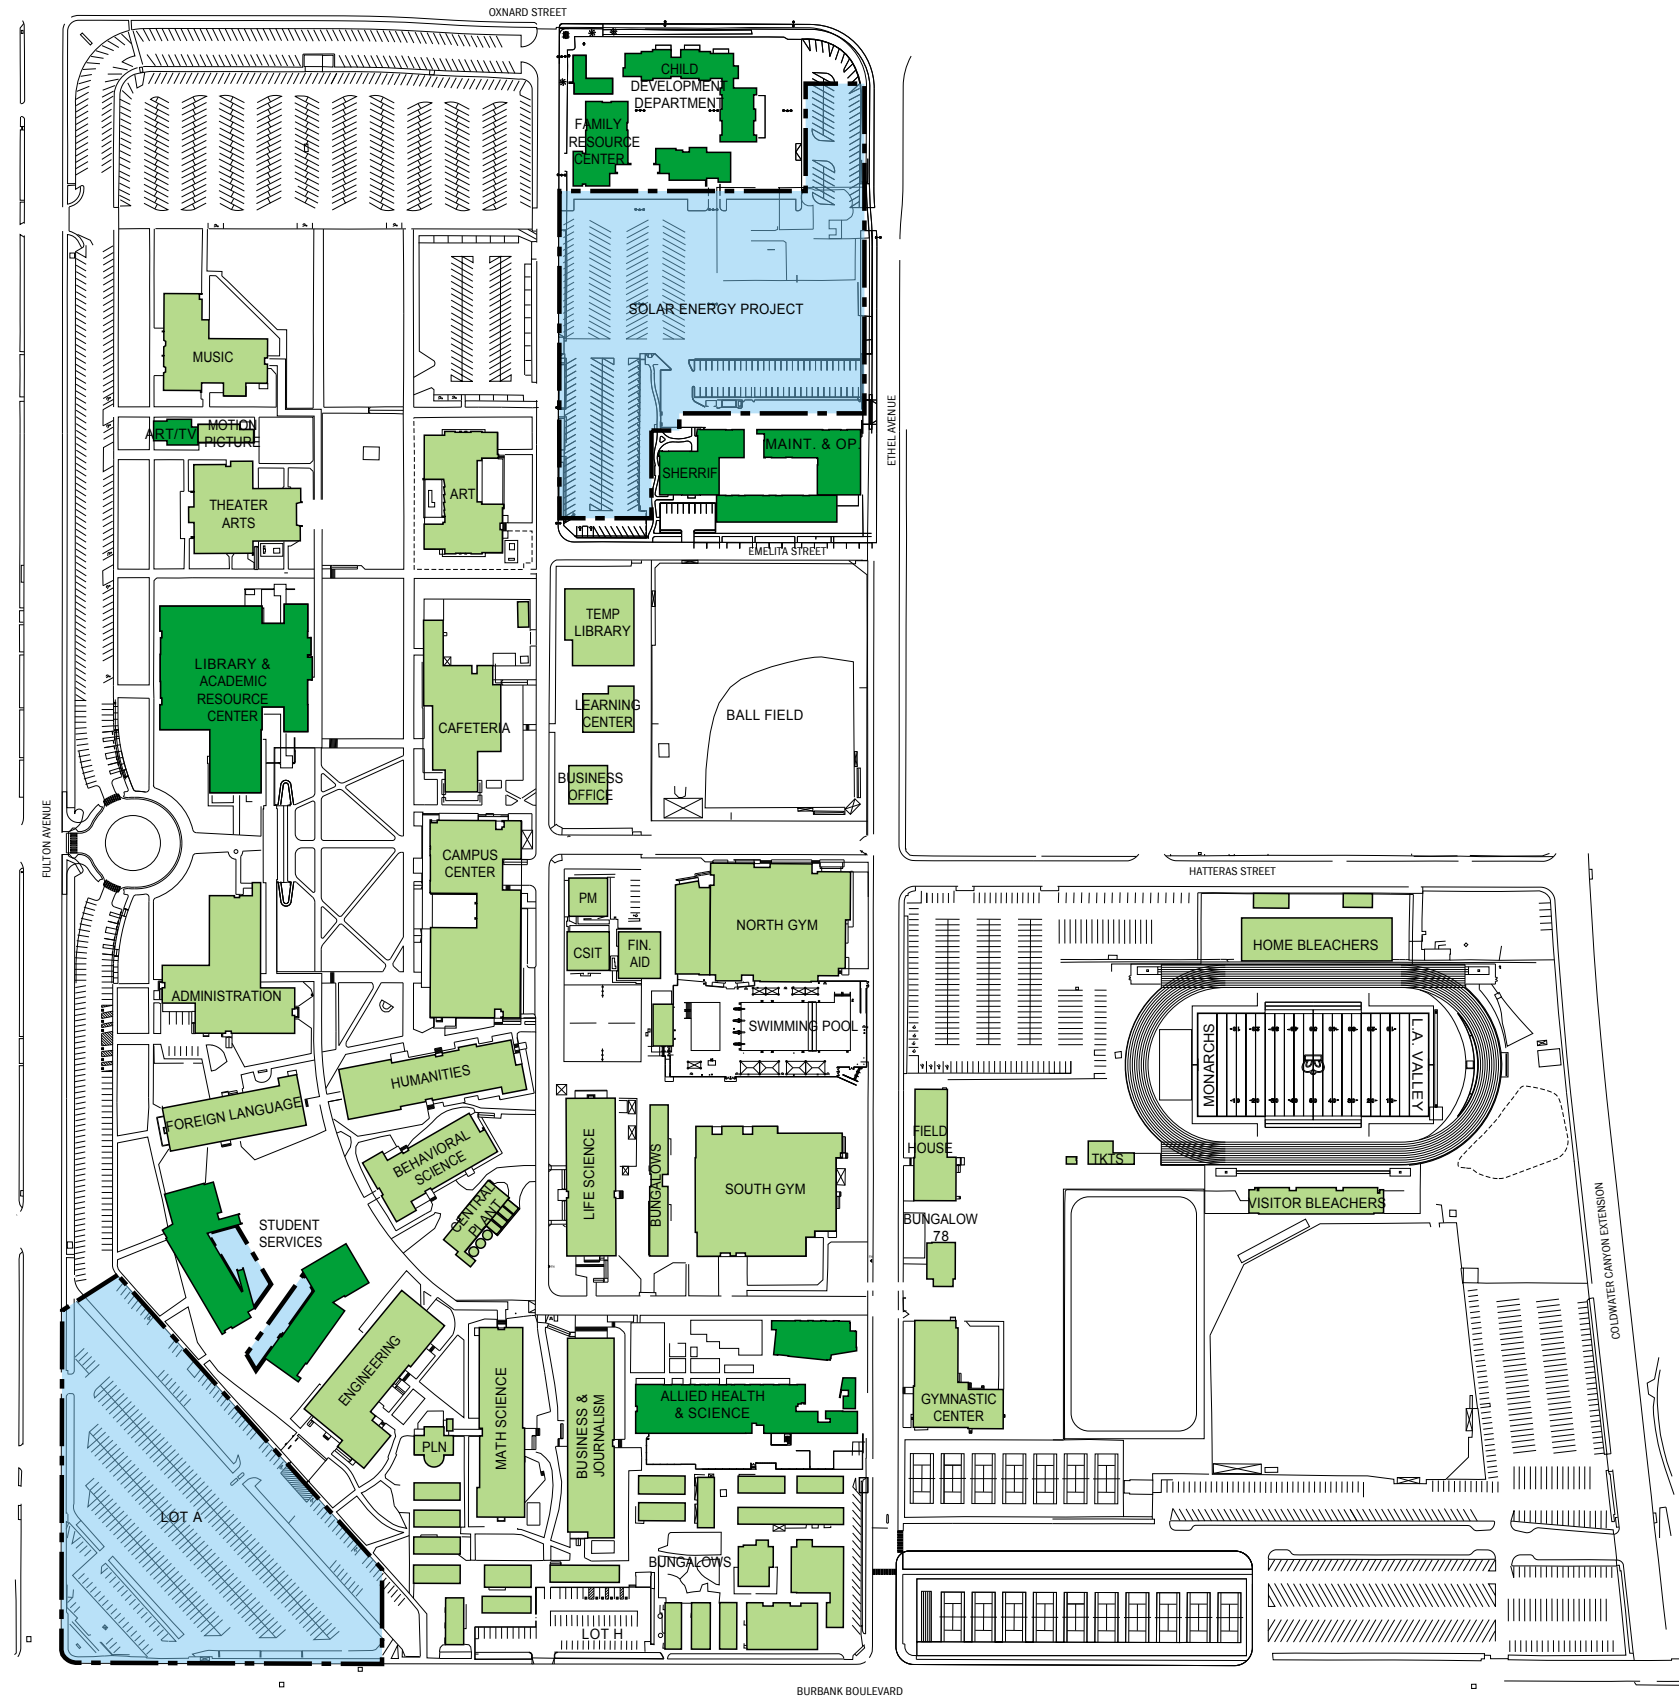 OXNARD STREET
CHILD
DEVELOPMENT
DEPARTMENT
FAMILY
RESOURCE
CENTER
SOLAR ENERGY PROJECT
MUSIC
ART/TV
MOTION
PICTURE
MAINT. & OP.
SHERRIF
ETHEL AVENUE
ART
THEATER
ARTS
EMELITA STREET
TEMP
LIBRARY
LIBRARY &
ACADEMIC
RESOURCE
CENTER
LEARNING
CENTER
BALL FIELD
CAFETERIA
BUSINESS
OFFICE
FULTON AVENUE
CAMPUS
CENTER
HATTERAS STREET
PM
NORTH GYM
CSIT
FIN.
AID
HOME BLEACHERS
ADMINISTRATION
SWIMMING POOL
MONARCHS
L.A. VALLEY
HUMANITIES
FOREIGN LANGUAGE
BEHAVIORAL
SCIENCE
LIFE SCIENCE
BUNGALOWS
SOUTH GYM
FIELD
HOUSE
TKTS
VISITOR BLEACHERS
CENTRAL
PLANT
STUDENT
SERVICES
BUNGALOW
78
COLDWATER CANYON EXTENSION
ENGINEERING
MATH SCIENCE
BUSINESS &
JOURNALISM
ALLIED HEALTH
& SCIENCE
GYMNASTIC
CENTER
PLN
LOT A
BUNGALOWS
LOT H
BURBANK BOULEVARD